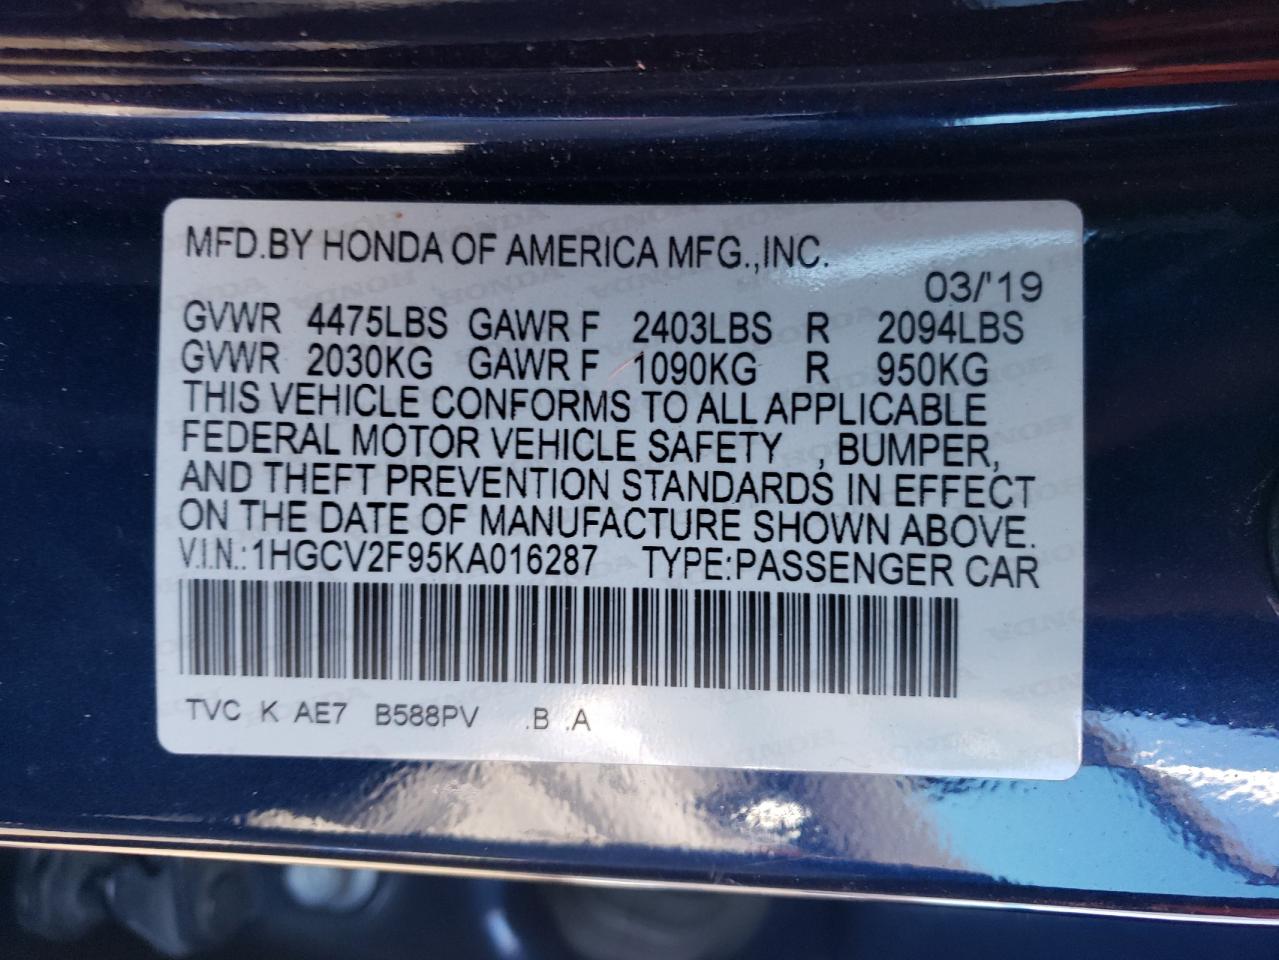 MFD.BY HONDA OF AMERICA MFG.,INC.
03/'19
GVWR 4475LBS GAWR F 2403LBS R 2094LBS
GVWR 2030KG GAWR F 1090KG R 950KG
THIS VEHICLE CONFORMS TO ALL APPLICABLE
FEDERAL MOTOR VEHICLE SAFETY , BUMPER,
AND THEFT PREVENTION STANDARDS IN EFFECT
ON THE DATE OF MANUFACTURE SHOWN ABOVE.
V.I.N.:1HGCV2F95KA016287 TYPE:PASSENGER CAR
TVC K AE7 B588PV .B .A